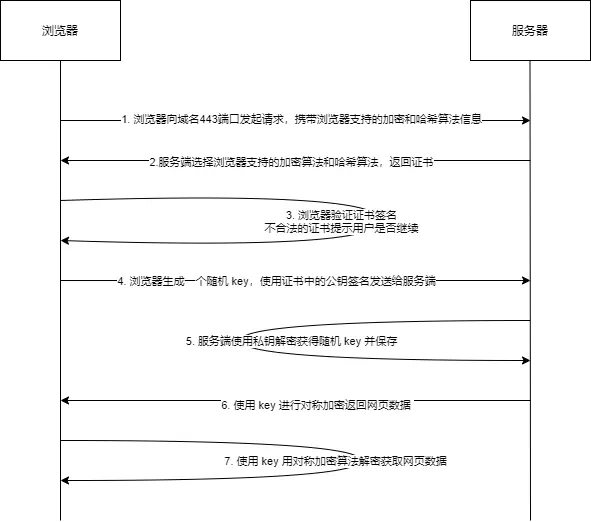 浏览器
服务器
1. 浏览器向域名443端口发起请求，携带浏览器支持的加密和哈希算法信息
2.服务端选择浏览器支持的加密算法和哈希算法，返回证书
3. 浏览器验证证书签名
不合法的证书提示用户是否继续
4. 浏览器生成一个随机 key，使用证书中的公钥签名发送给服务端
5. 服务端使用私钥解密获得随机 key 并保存
6. 使用 key 进行对称加密返回网页数据
7. 使用 key 用对称加密算法解密获取网页数据